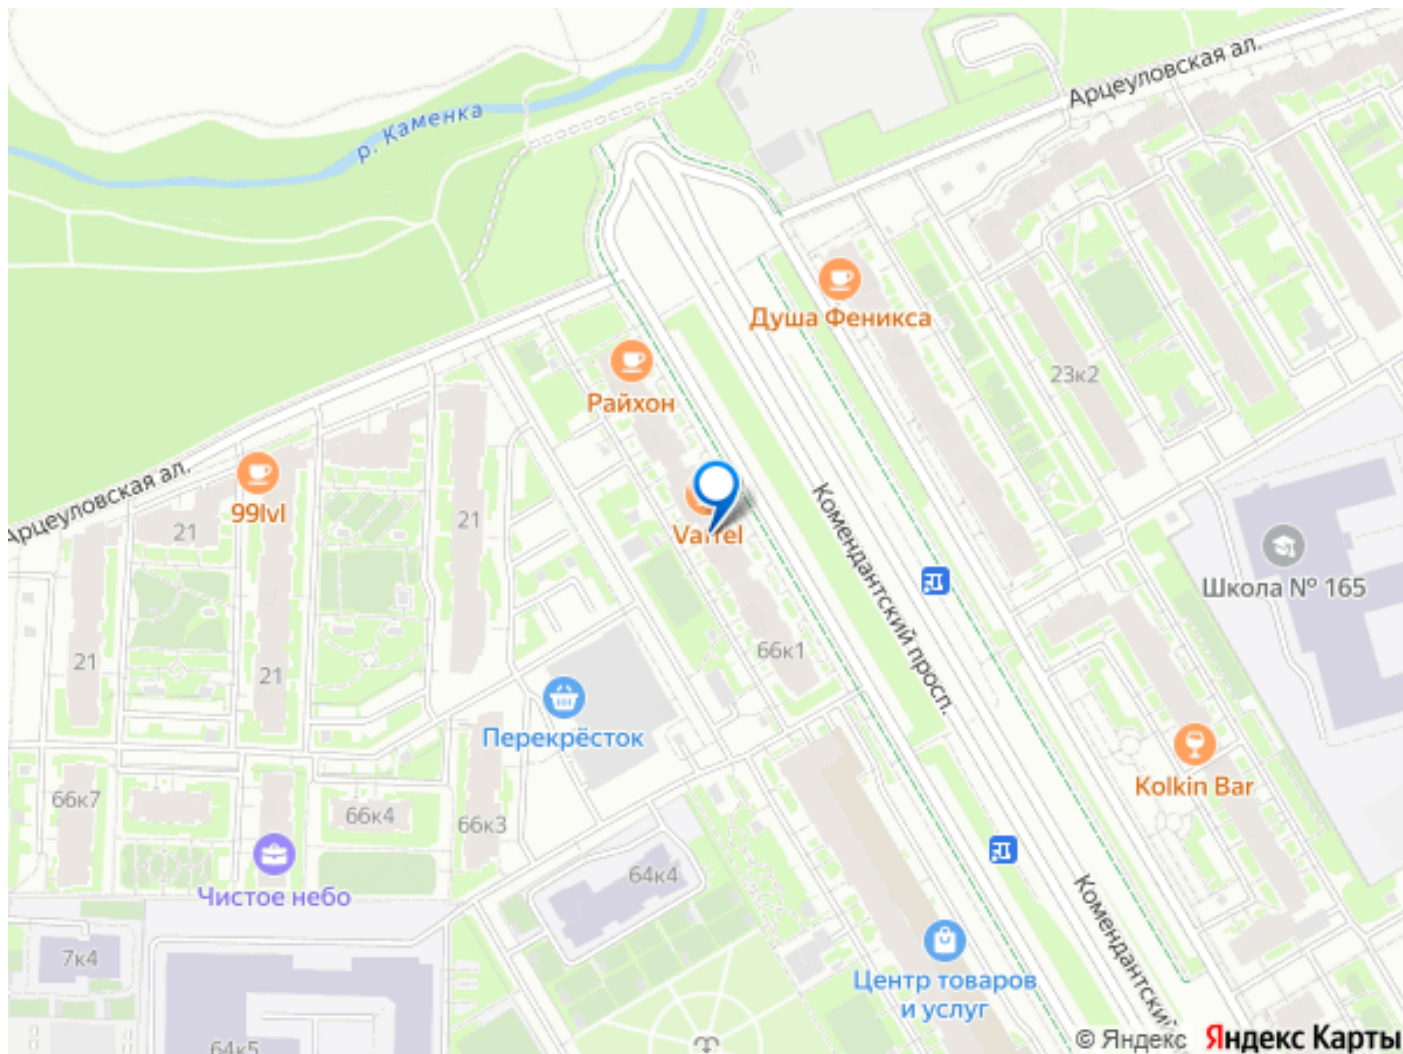 Арцеуловская ал.
р. Каменка
Душа Феникса
23к2
Райхон
Арцеуловская ал.
99lvl
21
21
Комендантский просп.
Школа № 165
66к1
21
21
Перекрёсток
Kolkin Bar
66к7
66к4
66к3
64к4
Чистое небо
Комендантский
7к4
Центр товаров
и услуг
64к5
© Яндекс Яндекс Карты